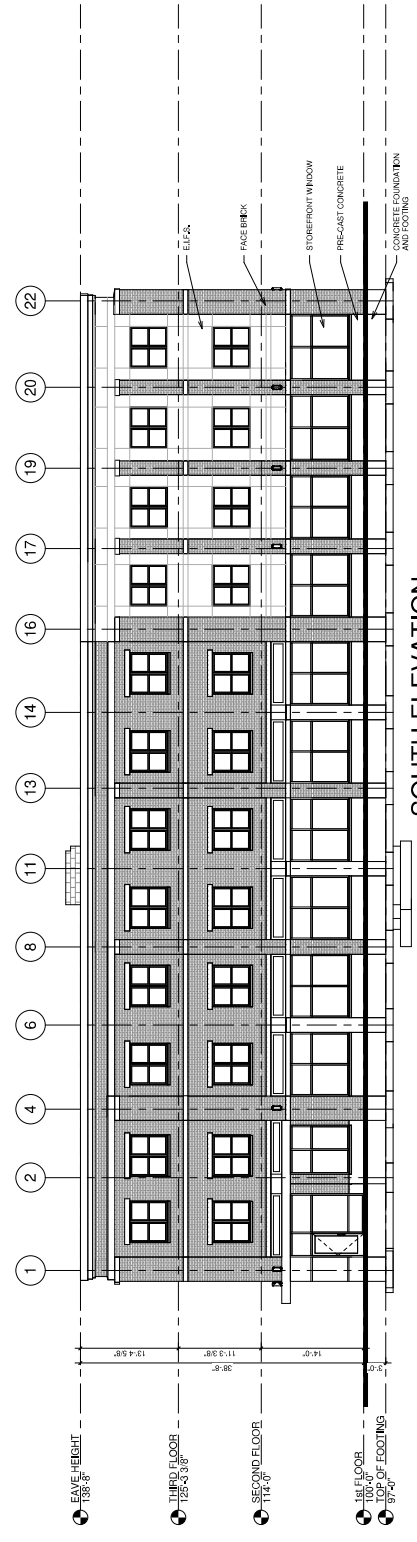 22
20
19
17
16
14
13
11
8
6
4
2
1
E.I.F.S.
FACE BRICK
STOREFRONT WINDOW
PRE-CAST CONCRETE
CONCRETE FOUNDATION
AND FOOTING
13'-4 5/8"
11'-3 3/8"
14'-0"
38'-8"
3'-0"
EAVE HEIGHT
138'-8"
THIRD FLOOR
125'-3 3/8"
SECOND FLOOR
114'-0"
1st FLOOR
100'-0"
TOP OF FOOTING
97'-0"
SOUTH ELEVATION